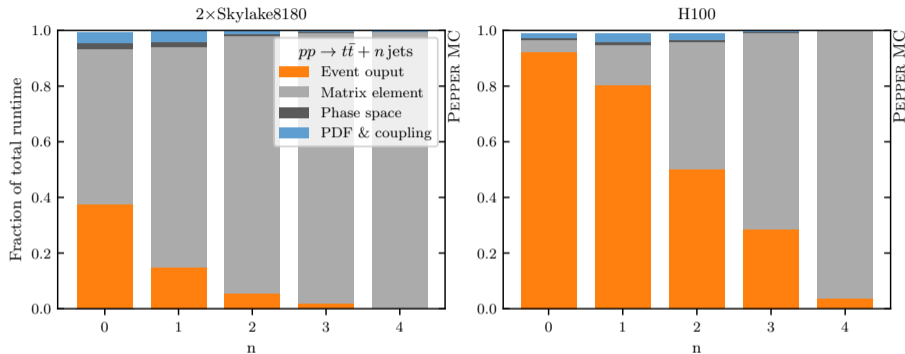 2×Skylake8180
H100
Fraction of total runtime
1.0
0.8
0.6
0.4
0.2
0.0
pp → tt̄ + n jets
Event ouput
Matrix element
Phase space
PDF & coupling
0 1 2 3 4
n
PEPPER MC
1.0
0.8
0.6
0.4
0.2
0.0
0 1 2 3 4
n
PEPPER MC